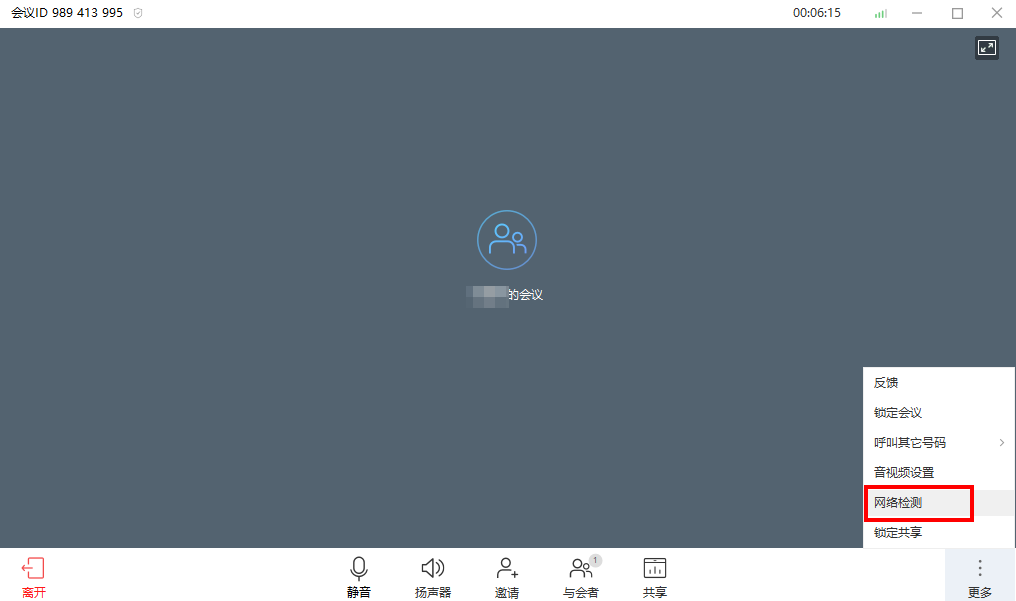 会议ID 989 413 995
00:06:15
的会议
反馈
锁定会议
呼叫其它号码
音视频设置
网络检测
锁定共享
1
离开
静音
扬声器
邀请
与会者
共享
更多